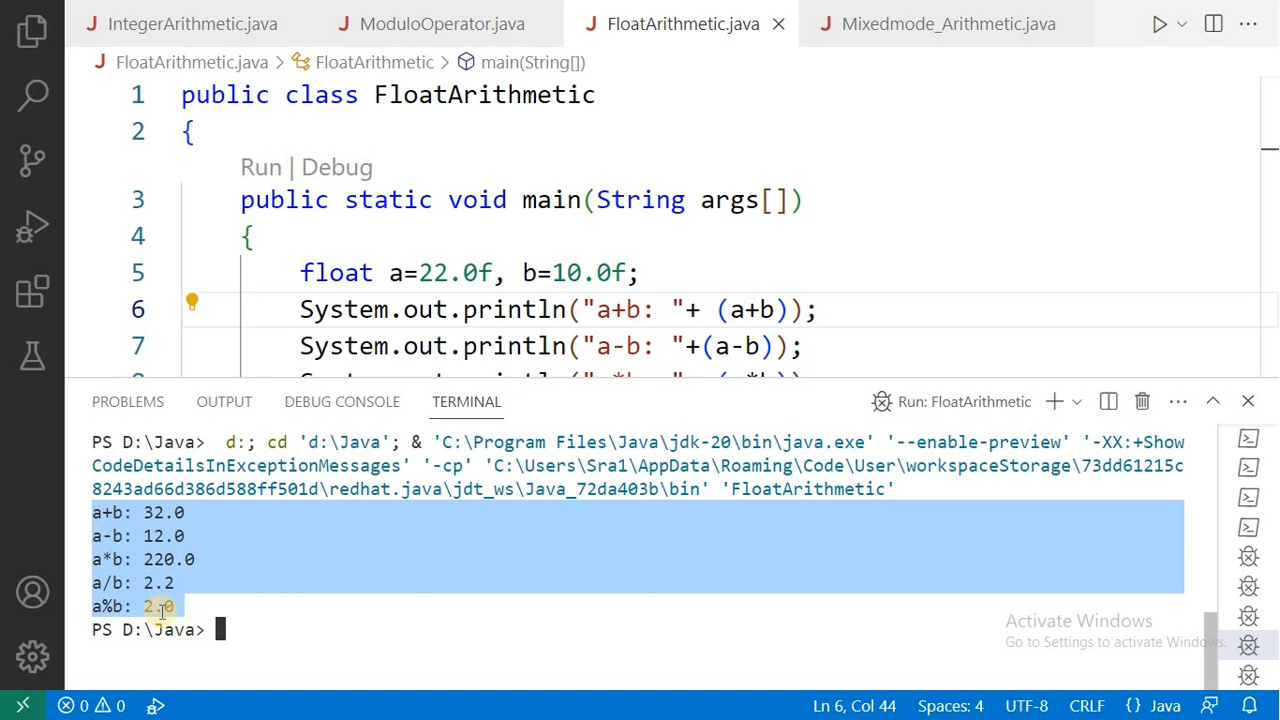 IntegerArithmetic.java
ModuloOperator.java
FloatArithmetic.java
Mixedmode_Arithmetic.java
FloatArithmetic.java > FloatArithmetic > main(String[])
1 public class FloatArithmetic
2 {
Run | Debug
3 public static void main(String args[])
4 {
5 float a=22.0f, b=10.0f;
6 System.out.println("a+b: "+ (a+b));
7 System.out.println("a-b: "+(a-b));
PROBLEMS OUTPUT DEBUG CONSOLE TERMINAL Run: FloatArithmetic
PS D:\Java> d:; cd 'd:\Java'; & 'C:\Program Files\Java\jdk-20\bin\java.exe' '--enable-preview' '-XX:+Show
CodeDetailsInExceptionMessages' '-cp' 'C:\Users\Sra1\AppData\Roaming\Code\User\workspaceStorage\73dd61215c
8243ad66d386d588ff501d\redhat.java\jdt_ws\Java_72da403b\bin' 'FloatArithmetic'
a+b: 32.0
a-b: 12.0
a*b: 220.0
a/b: 2.2
a%b: 2.0
PS D:\Java>
Activate Windows
Go to Settings to activate Windows.
0 0 Ln 6, Col 44 Spaces: 4 UTF-8 CRLF {} Java